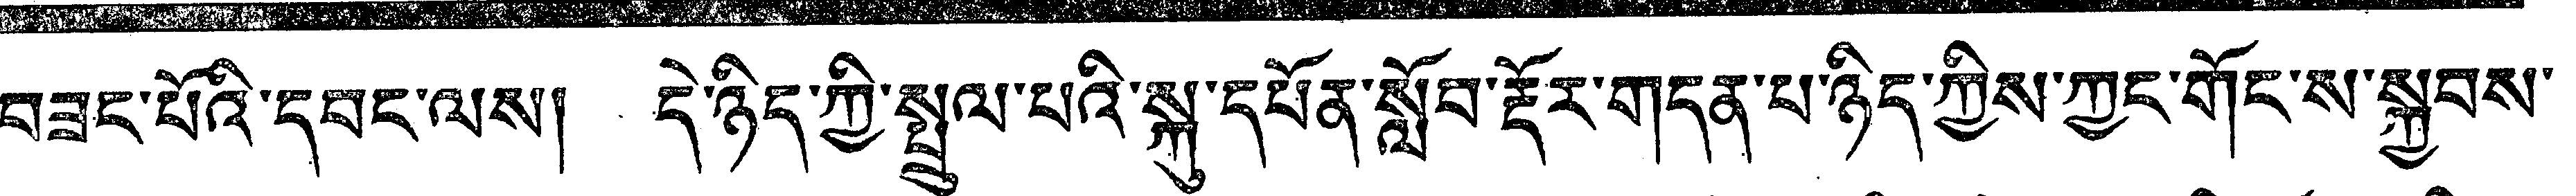 བཟང་པོའི་དབང་ལས། དེ་ཉིད་ཀྱི་སྤྲུལ་པའི་སྐུ་དཔོན་སློབ་རྡོར་གདན་པ་ཉིད་ཀྱིས་ཀྱང་གོང་ས་སྐྱབས་